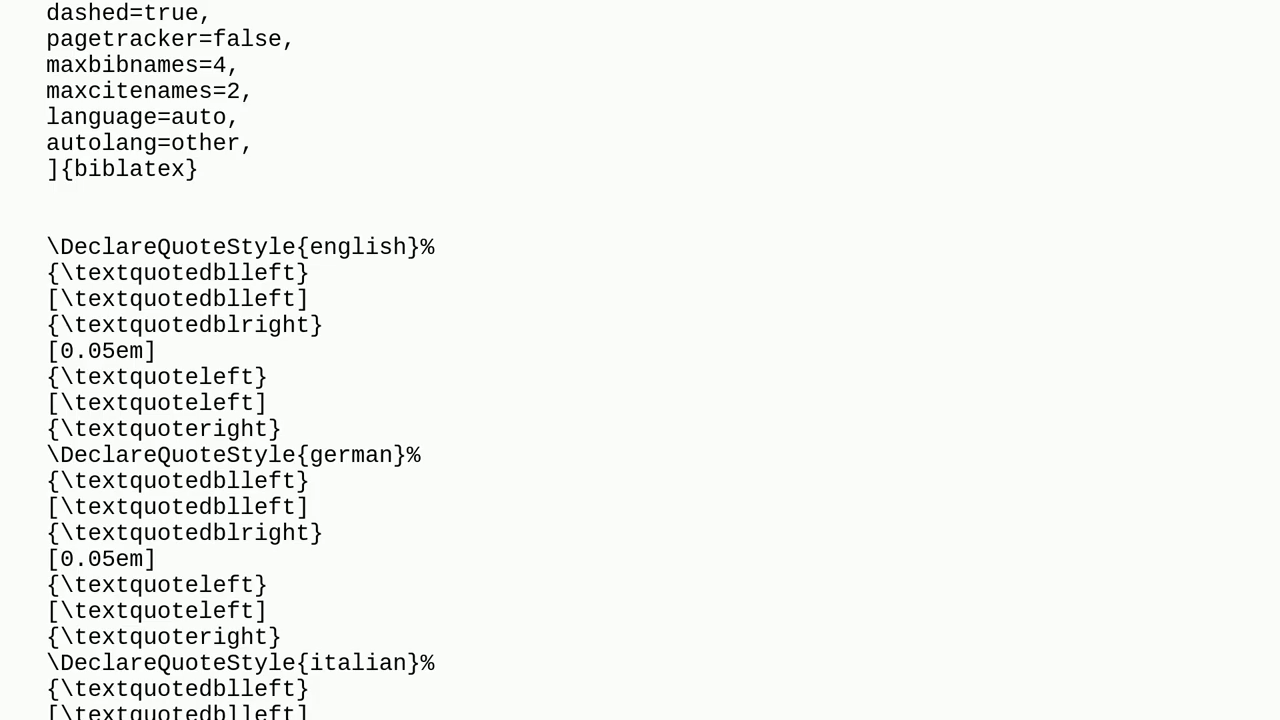 dashed=true,
pagetracker=false,
maxbibnames=4,
maxcitenames=2,
language=auto,
autolang=other,
]{biblatex}
\DeclareQuoteStyle{english}%
{\textquotedblleft}
[\textquotedblleft]
{\textquotedblright}
[0.05em]
{\textquoteleft}
[\textquoteleft]
{\textquoteright}
\DeclareQuoteStyle{german}%
{\textquotedblleft}
[\textquotedblleft]
{\textquotedblright}
[0.05em]
{\textquoteleft}
[\textquoteleft]
{\textquoteright}
\DeclareQuoteStyle{italian}%
{\textquotedblleft}
[\textquotedblleft]